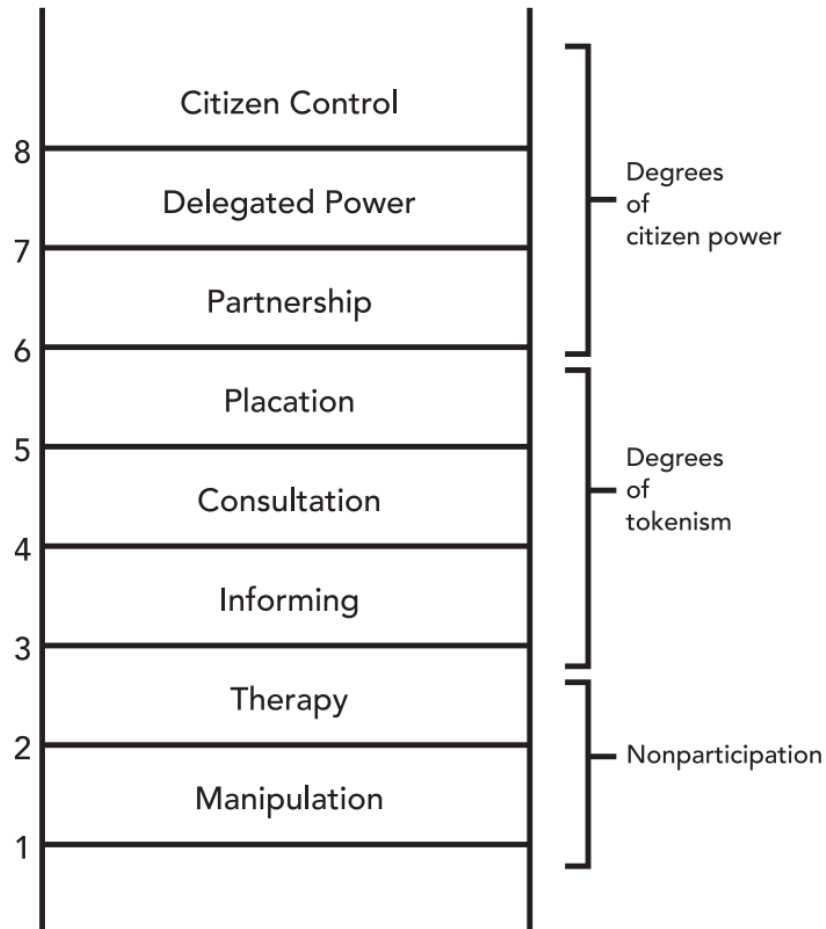 Citizen Control
8
Delegated Power
7
Partnership
6
Placation
5
Consultation
4
Informing
3
Therapy
2
Manipulation
1
Degrees
of
citizen power
Degrees
of
tokenism
Nonparticipation